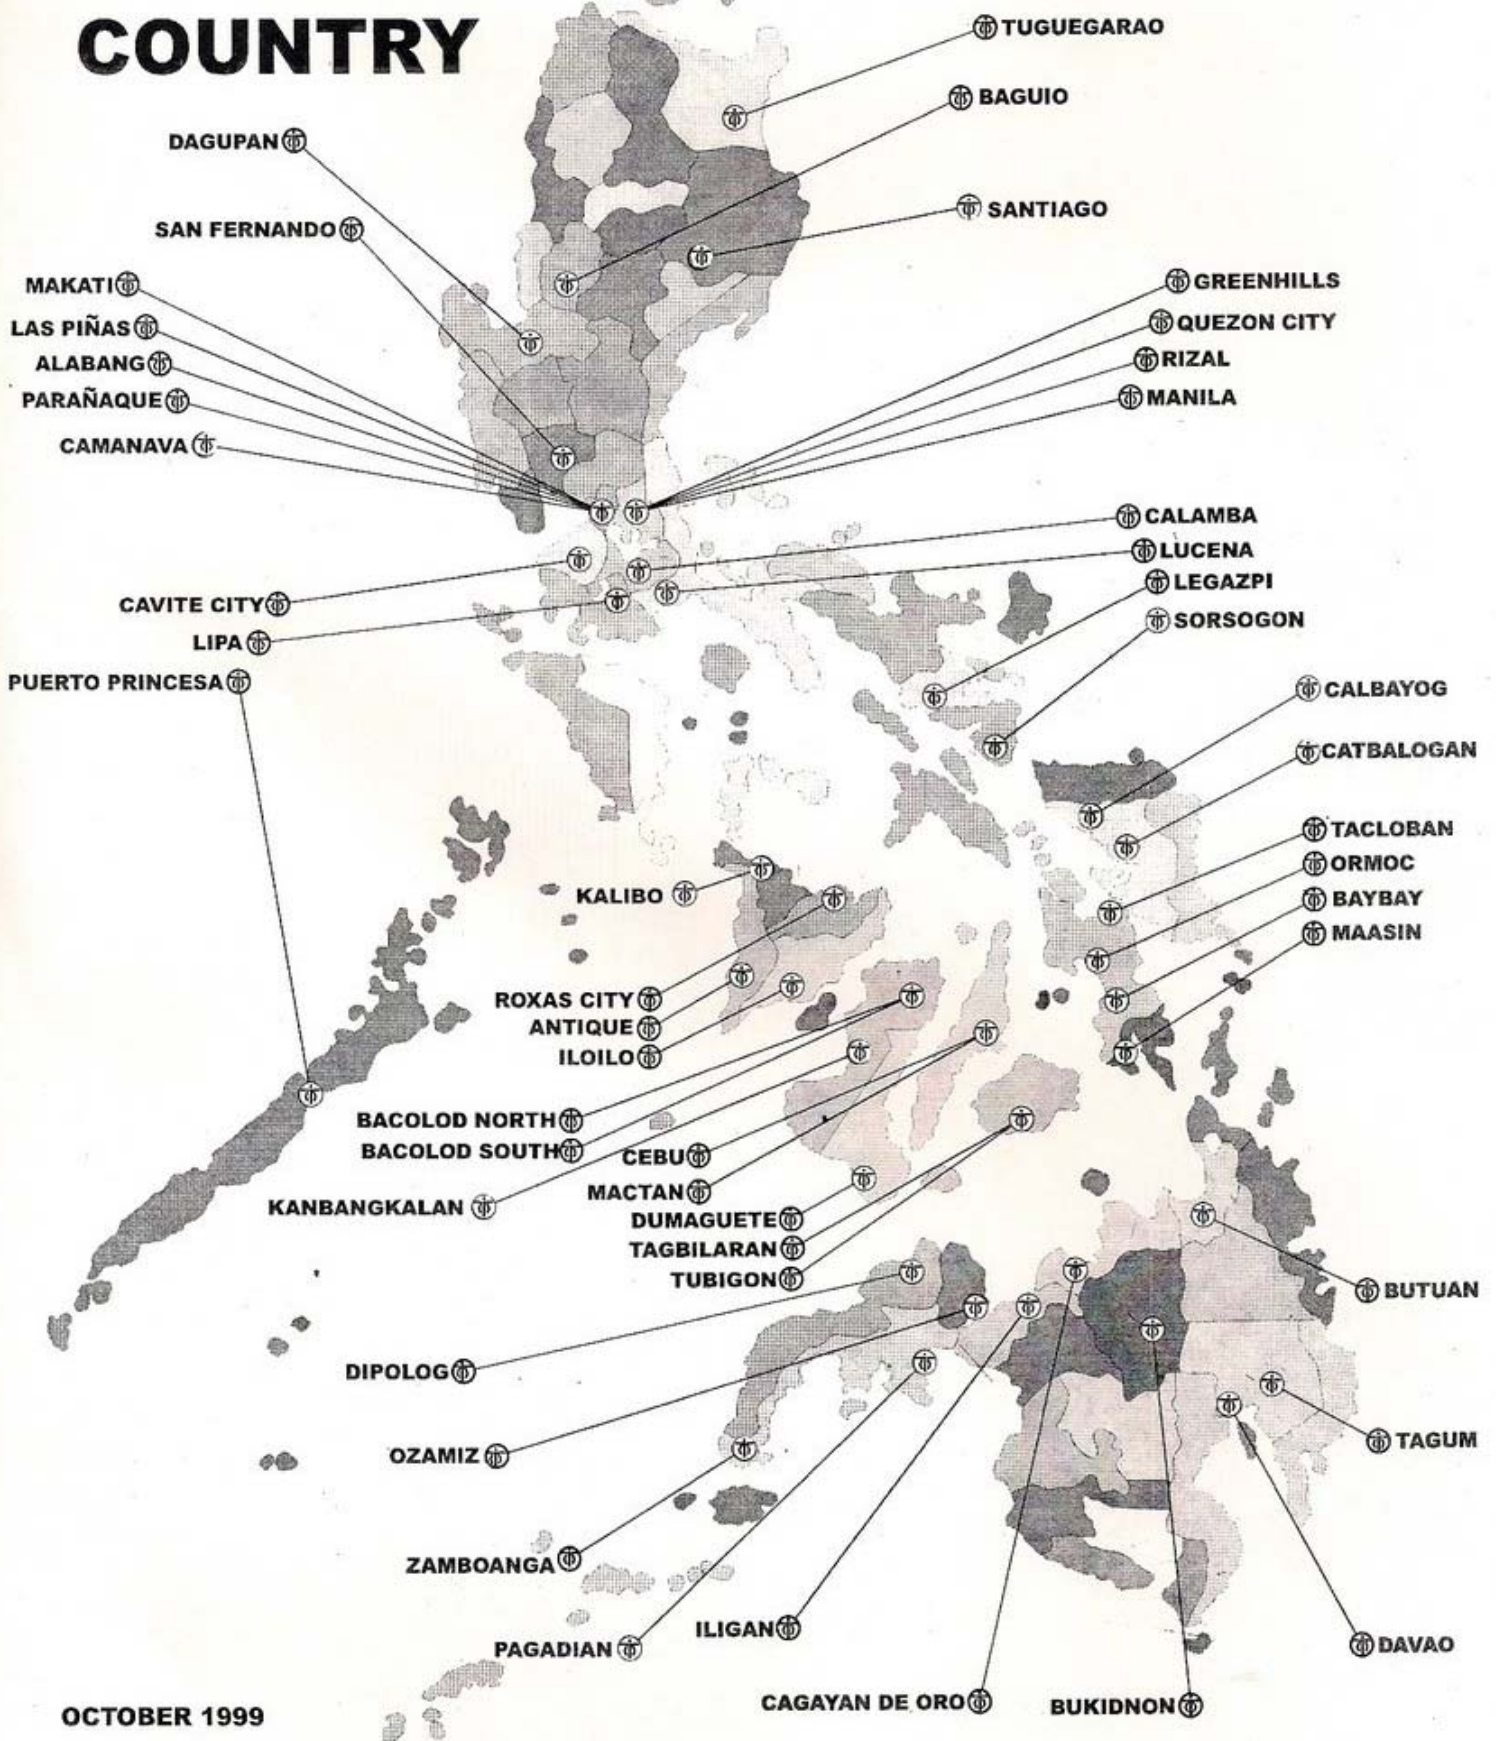 COUNTRY
TUGUEGARAO
BAGUIO
DAGUPAN
SANTIAGO
SAN FERNANDO
MAKATI
GREENHILLS
LAS PIÑAS
QUEZON CITY
ALABANG
RIZAL
PARAÑAQUE
MANILA
CAMANAVA
CALAMBA
LUCENA
LEGAZPI
CAVITE CITY
SORSOGON
LIPA
PUERTO PRINCESA
CALBAYOG
CATBALOGAN
TACLOBAN
ORMOC
KALIBO
BAYBAY
MAASIN
ROXAS CITY
ANTIQUE
ILOILO
BACOLOD NORTH
BACOLOD SOUTH
CEBU
MACTAN
KANBANGKALAN
DUMAGUETE
TAGBILARAN
TUBIGON
BUTUAN
DIPOLOG
TAGUM
OZAMIZ
ZAMBOANGA
ILIGAN
PAGADIAN
DAVAO
CAGAYAN DE ORO
BUKIDNON
OCTOBER 1999